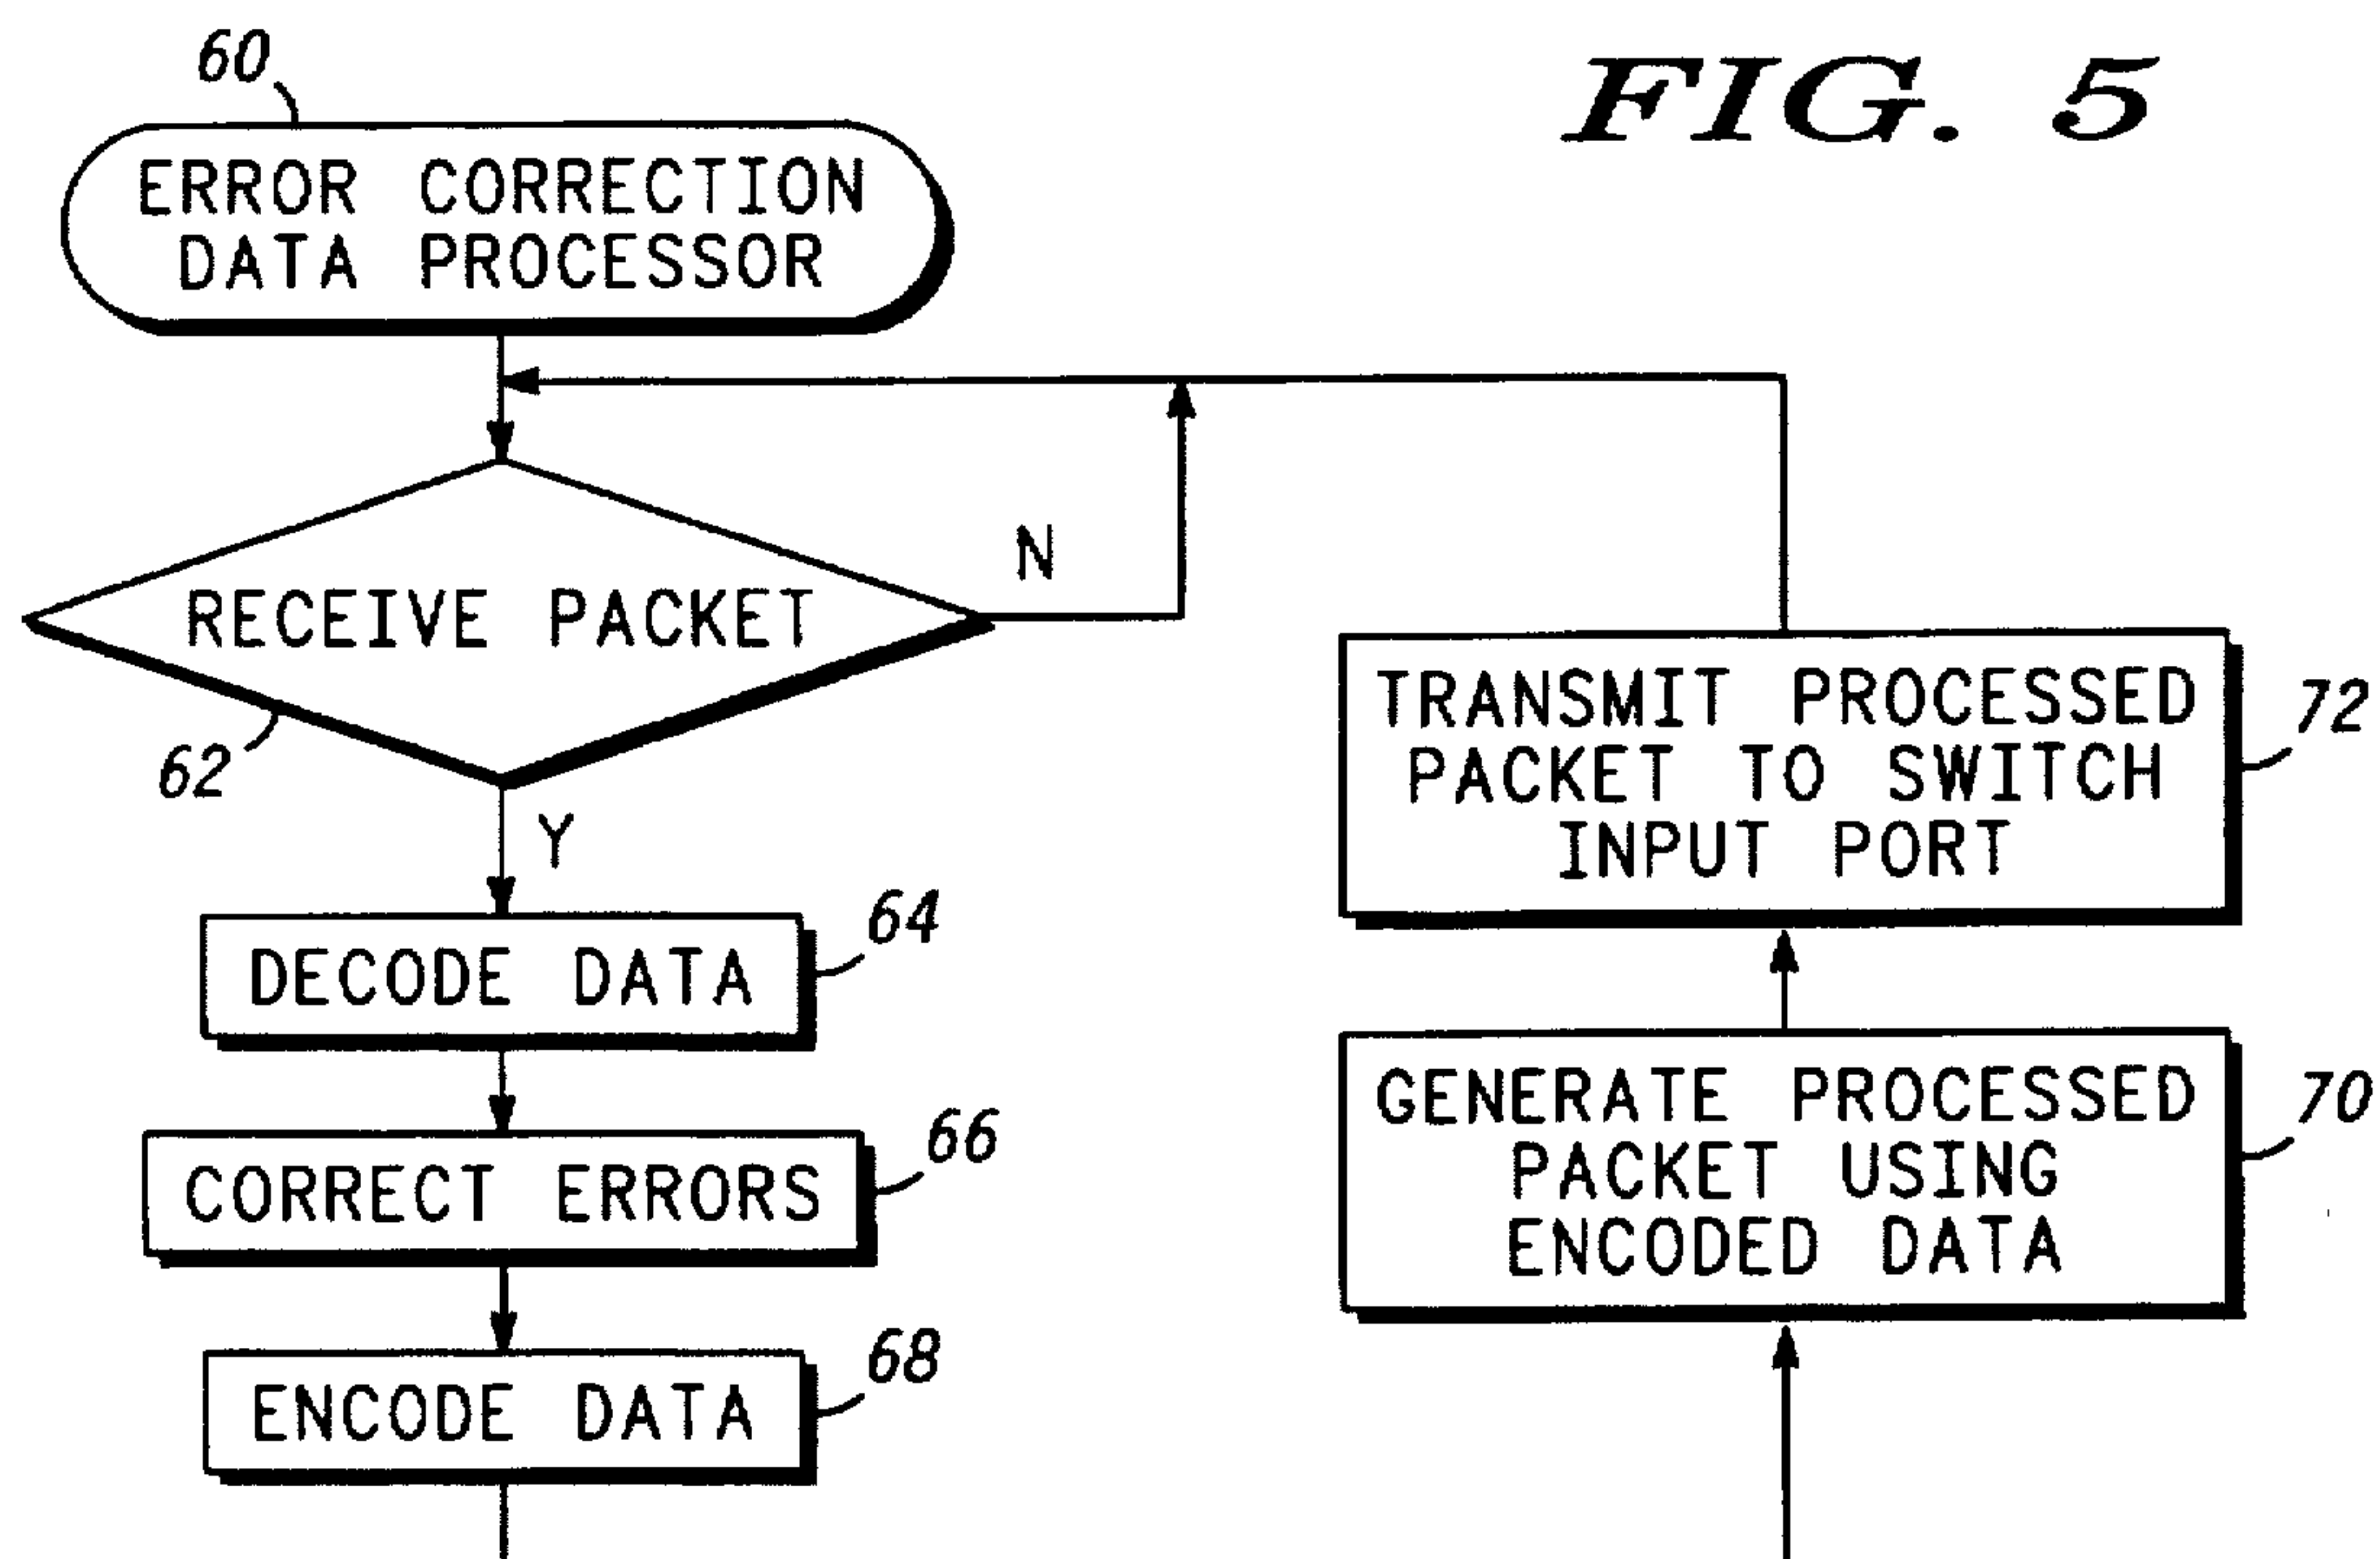 FIG. 5
60
ERROR CORRECTION
DATA PROCESSOR
RECEIVE PACKET
N
62
Y
DECODE DATA
64
CORRECT ERRORS
66
ENCODE DATA
68
TRANSMIT PROCESSED
PACKET TO SWITCH
INPUT PORT
72
GENERATE PROCESSED
PACKET USING
ENCODED DATA
70